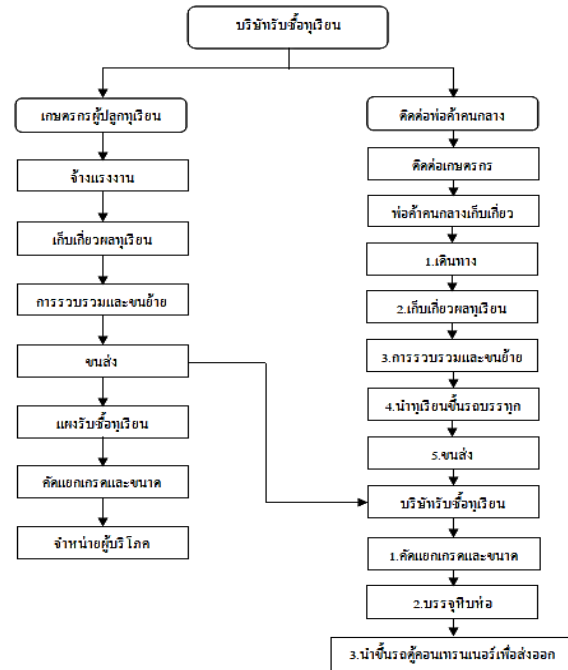 บริษัทรับซื้อทุเรียน
เกษตรกรผู้ปลูกทุเรียน
จ้างแรงงาน
เก็บเกี่ยวผลทุเรียน
การรวบรวมและขนย้าย
ขนส่ง
แผงรับซื้อทุเรียน
คัดแยกเกรดและขนาด
จำหน่ายผู้บริโภค
ติดต่อพ่อค้าคนกลาง
ติดต่อเกษตรกร
พ่อค้าคนกลางเก็บเกี่ยว
1.เดินทาง
2.เก็บเกี่ยวผลทุเรียน
3.การรวบรวมและขนย้าย
4.นำทุเรียนขึ้นรถบรรทุก
5.ขนส่ง
บริษัทรับซื้อทุเรียน
1.คัดแยกเกรดและขนาด
2.บรรจุหีบห่อ
3.นำขึ้นรถตู้คอนเทรนเนอร์เพื่อส่งออก